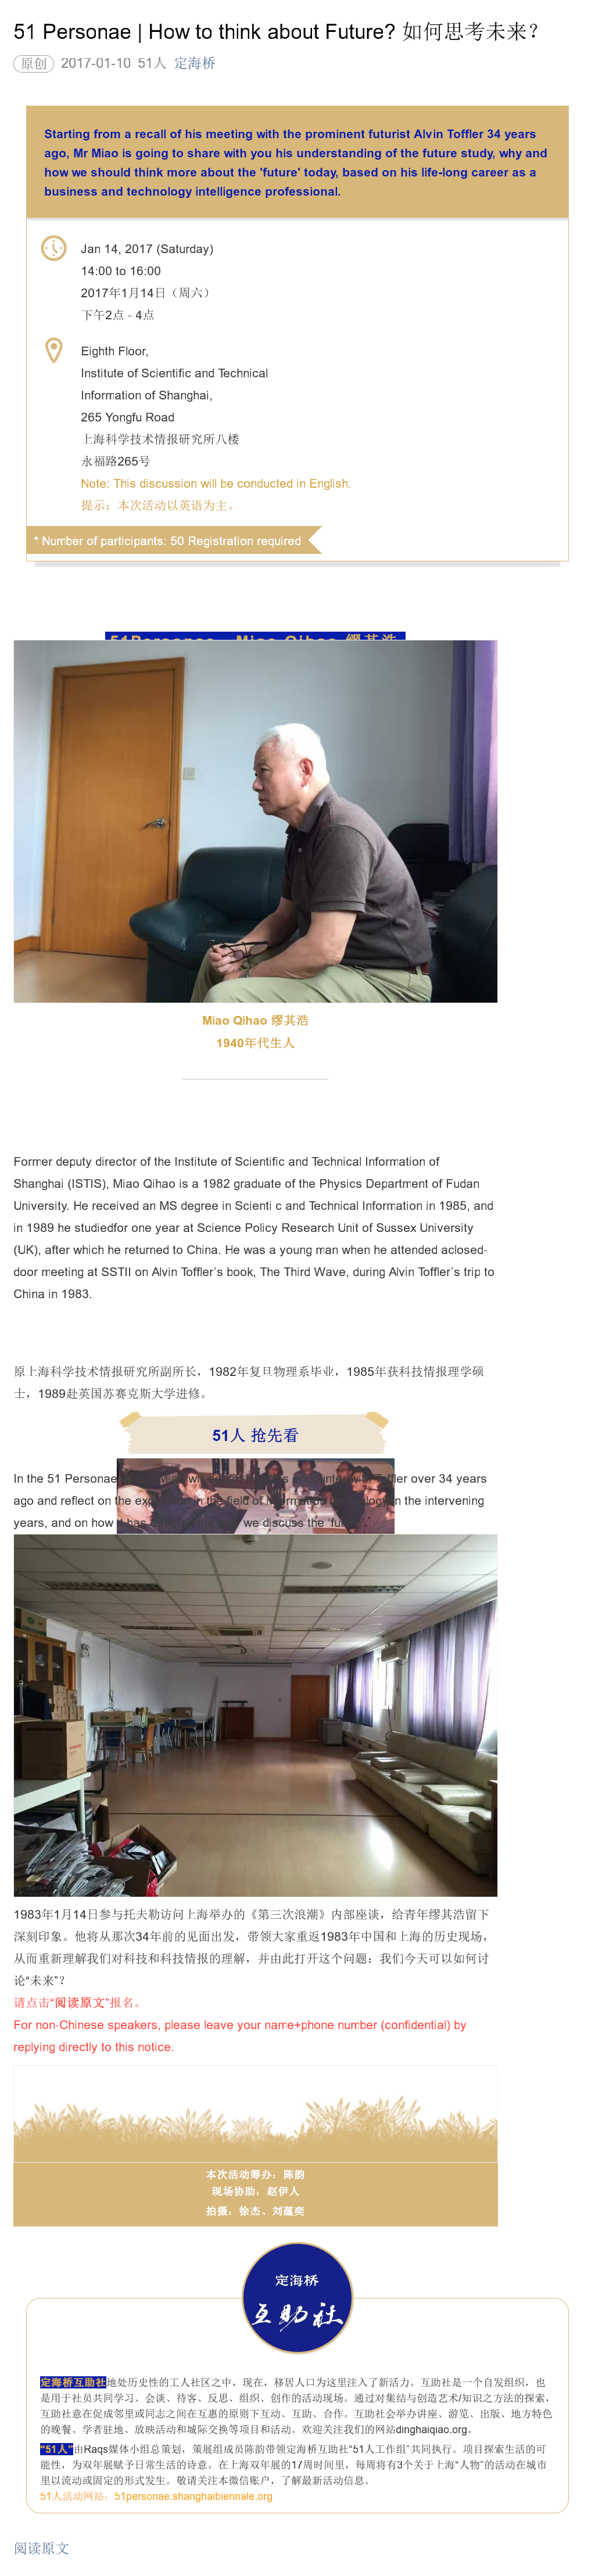 51 Personae | How to think about Future? 如何思考未来？
原创 2017-01-10 51人 定海桥
Starting from a recall of his meeting with the prominent futurist Alvin Toffler 34 years
ago, Mr Miao is going to share with you his understanding of the future study, why and
how we should think more about the 'future' today, based on his life-long career as a
business and technology intelligence professional.
Jan 14, 2017 (Saturday)
14:00 to 16:00
2017年1月14日（周六）
下午2点 - 4点
Eighth Floor,
Institute of Scientific and Technical
Information of Shanghai,
265 Yongfu Road
上海科学技术情报研究所八楼
永福路265号
Note: This discussion will be conducted in English.
提示：本次活动以英语为主。
* Number of participants: 50 Registration required
51Personae - Miao Qihao 缪其浩
Miao Qihao 缪其浩
1940年代生人
Former deputy director of the Institute of Scientific and Technical Information of
Shanghai (ISTIS), Miao Qihao is a 1982 graduate of the Physics Department of Fudan
University. He received an MS degree in Scienti c and Technical Information in 1985, and
in 1989 he studiedfor one year at Science Policy Research Unit of Sussex University
(UK), after which he returned to China. He was a young man when he attended aclosed-
door meeting at SSTII on Alvin Toffler's book, The Third Wave, during Alvin Toffler's trip to
China in 1983.
原上海科学技术情报研究所副所长，1982年复旦物理系毕业，1985年获科技情报理学硕
士，1989赴英国苏赛克斯大学进修。
51人 抢先看
In the 51 Personae Toffler over 34 years
ago and reflect on the in the field of in the intervening
years, and on how it has we discuss the
1983年1月14日参与托夫勒访问上海举办的《第三次浪潮》内部座谈，给青年缪其浩留下
深刻印象。他将从那次34年前的见面出发，带领大家重返1983年中国和上海的历史现场，
从而重新理解我们对科技和科技情报的理解，并由此打开这个问题：我们今天可以如何讨
论“未来”？
请点击“阅读原文”报名。
For non-Chinese speakers, please leave your name+phone number (confidential) by
replying directly to this notice.
本次活动筹办：陈韵
现场协助：赵伊人
拍摄：徐杰、刘蕴奕
定海桥
互助社
定海桥互助社地处历史性的工人社区之中，现在，移居人口为这里注入了新活力。互助社是一个自发组织，也
是用于社员共同学习、会谈、待客、反思、组织、创作的活动现场。通过对集结与创造艺术/知识之方法的探索，
互助社意在促成邻里或同志之间在互惠的原则下互动、互助、合作。互助社会举办讲座、游览、出版、地方特色
的晚餐、学者驻地、放映活动和城际交换等项目和活动。欢迎关注我们的网站dinghaiqiao.org。
“51人”由Raqs媒体小组总策划，策展组成员陈韵带领定海桥互助社“51人工作组”共同执行。项目探索生活的可
能性，为双年展赋予日常生活的诗意。在上海双年展的17周时间里，每周将有3个关于上海“人物”的活动在城市
里以流动或固定的形式发生。敬请关注本微信账户，了解最新活动信息。
51人活动网站：51personae.shanghaibiennale.org
阅读原文